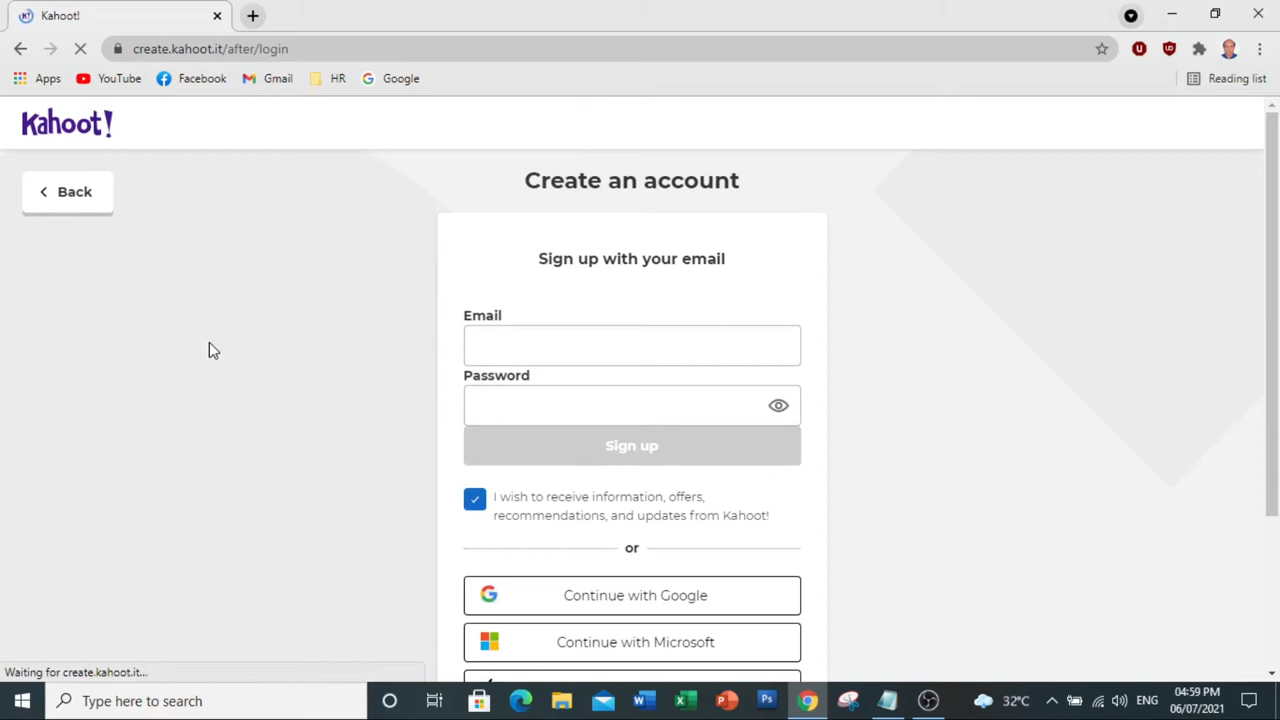 Kahoot!
create.kahoot.it/after/login
Apps YouTube Facebook Gmail HR Google Reading list
Kahoot!
Back
Create an account
Sign up with your email
Email
Password
Sign up
I wish to receive information, offers,
recommendations, and updates from Kahoot!
or
Continue with Google
Continue with Microsoft
Waiting for create.kahoot.it...
Type here to search
32°C
ENG
04:59 PM
06/07/2021